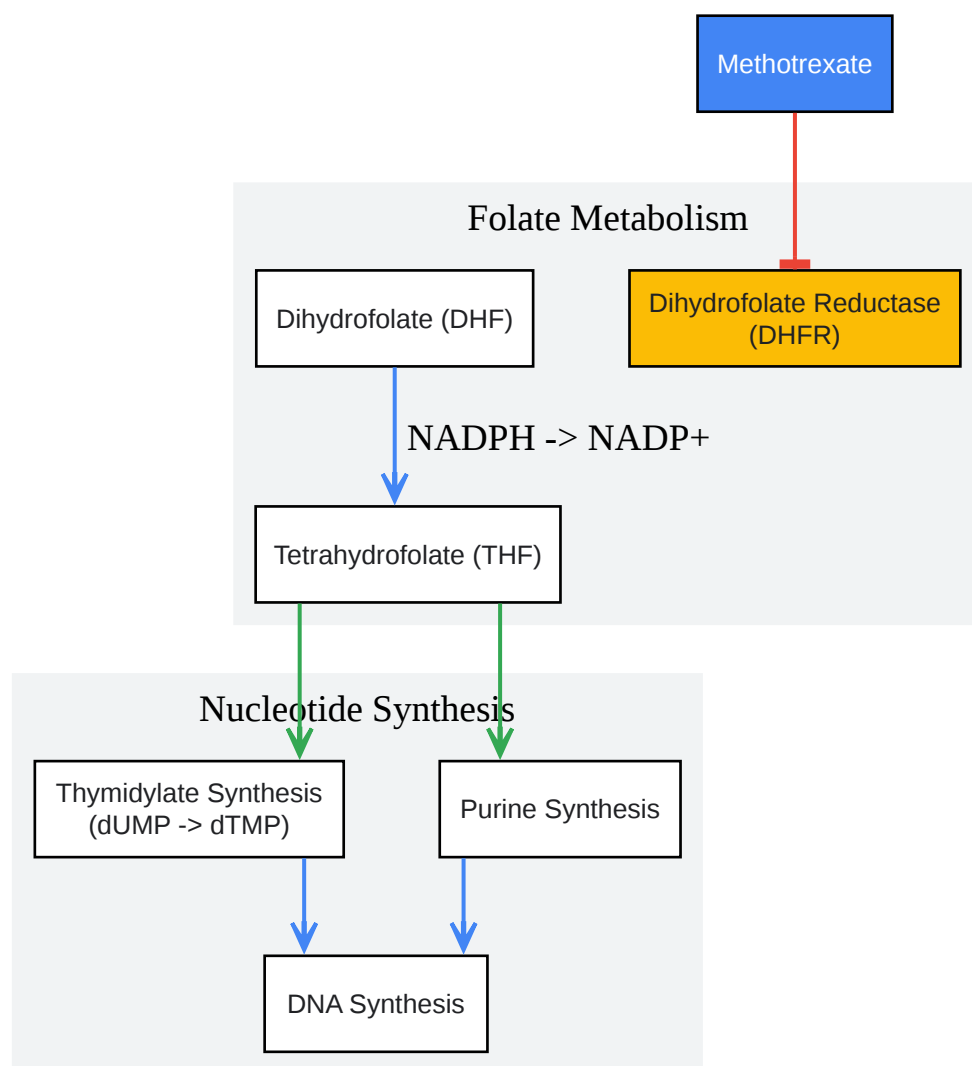 Methotrexate
Folate Metabolism
Dihydrofolate (DHF)
Dihydrofolate Reductase
(DHFR)
NADPH -> NADP+
Tetrahydrofolate (THF)
Nucleotide Synthesis
Thymidylate Synthesis
(dUMP -> dTMP)
Purine Synthesis
DNA Synthesis